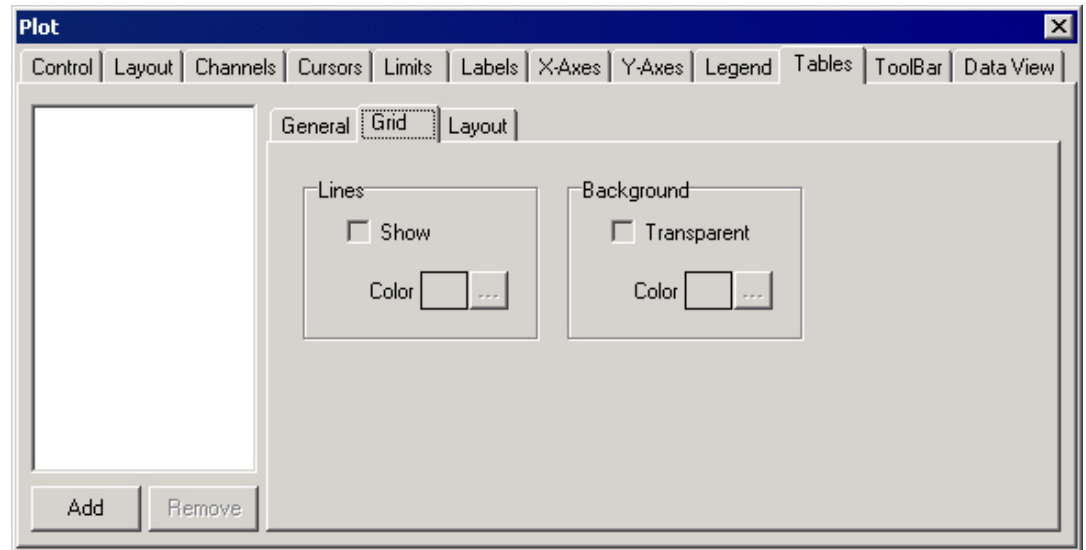 Plot
Control Layout Channels Cursors Limits Labels X-Axes Y-Axes Legend Tables ToolBar Data View
General Grid Layout
Lines Background
Show Transparent
Color ... Color ...
Add Remove